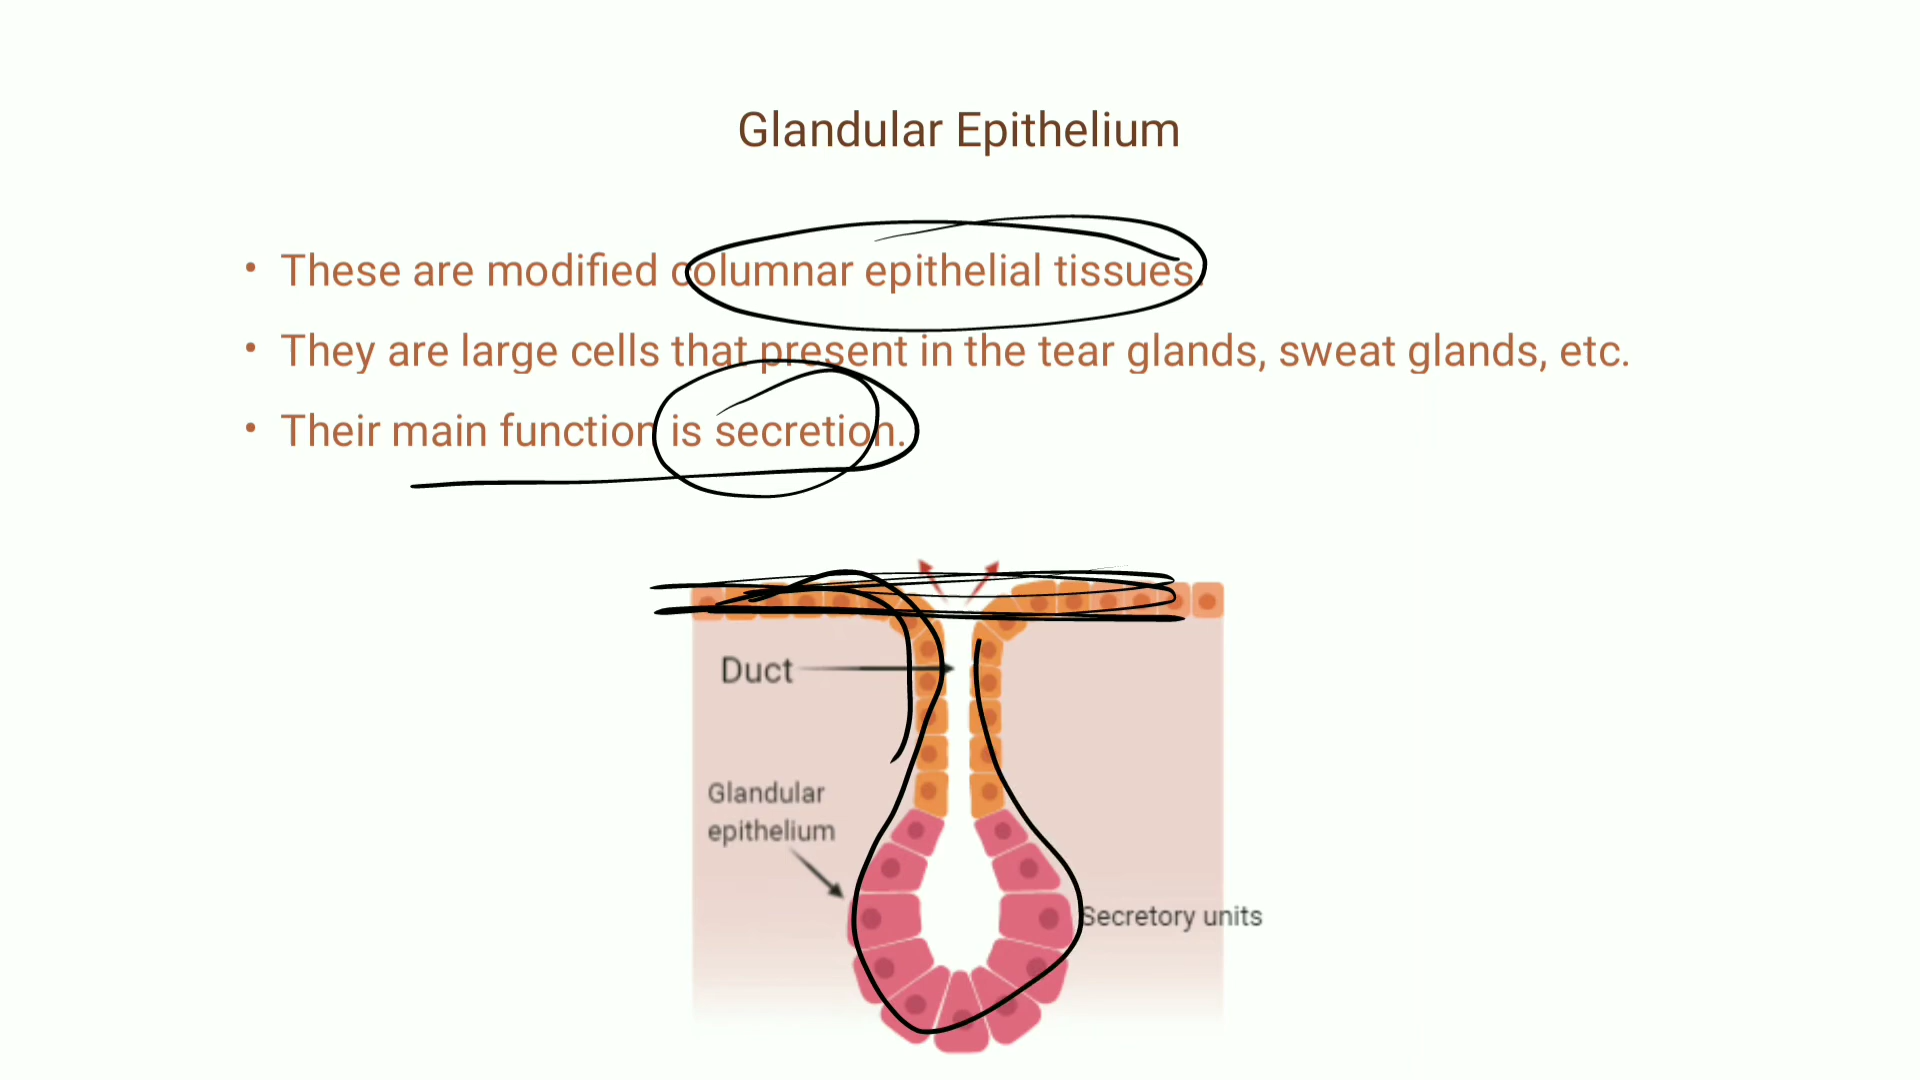 Glandular Epithelium
• These are modified columnar epithelial tissues.
• They are large cells that present in the tear glands, sweat glands, etc.
• Their main function is secretion.
Duct
Glandular
epithelium
Secretory units